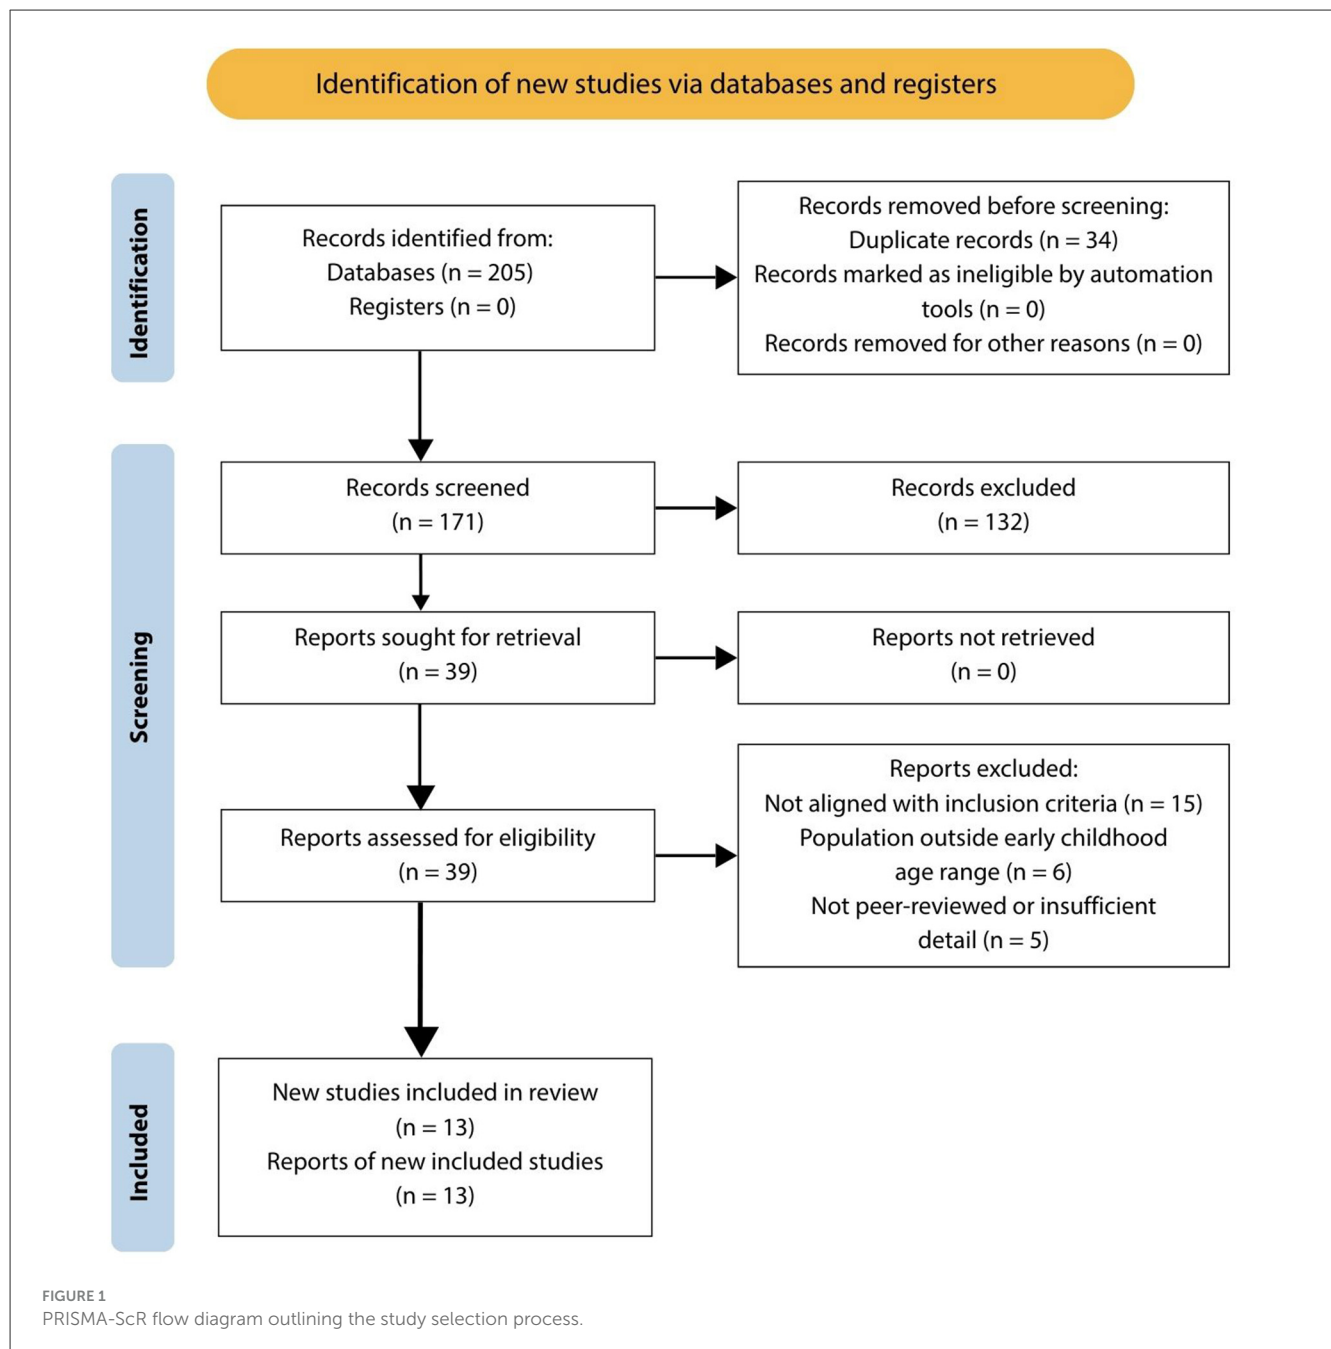 Identification of new studies via databases and registers
Identification
Records identified from:
Databases (n = 205)
Registers (n = 0)
Records removed before screening:
Duplicate records (n = 34)
Records marked as ineligible by automation
tools (n = 0)
Records removed for other reasons (n = 0)
Screening
Records screened
(n = 171)
Records excluded
(n = 132)
Reports sought for retrieval
(n = 39)
Reports not retrieved
(n = 0)
Reports assessed for eligibility
(n = 39)
Reports excluded:
Not aligned with inclusion criteria (n = 15)
Population outside early childhood
age range (n = 6)
Not peer-reviewed or insufficient
detail (n = 5)
Included
New studies included in review
(n = 13)
Reports of new included studies
(n = 13)
FIGURE 1
PRISMA-ScR flow diagram outlining the study selection process.